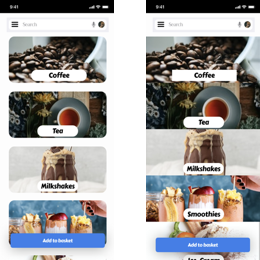 9:41
Search
Coffee
Tea
Milkshakes
Add to basket
9:41
Search
Coffee
Tea
Milkshakes
Smoothies
Add to basket
Ice Cream